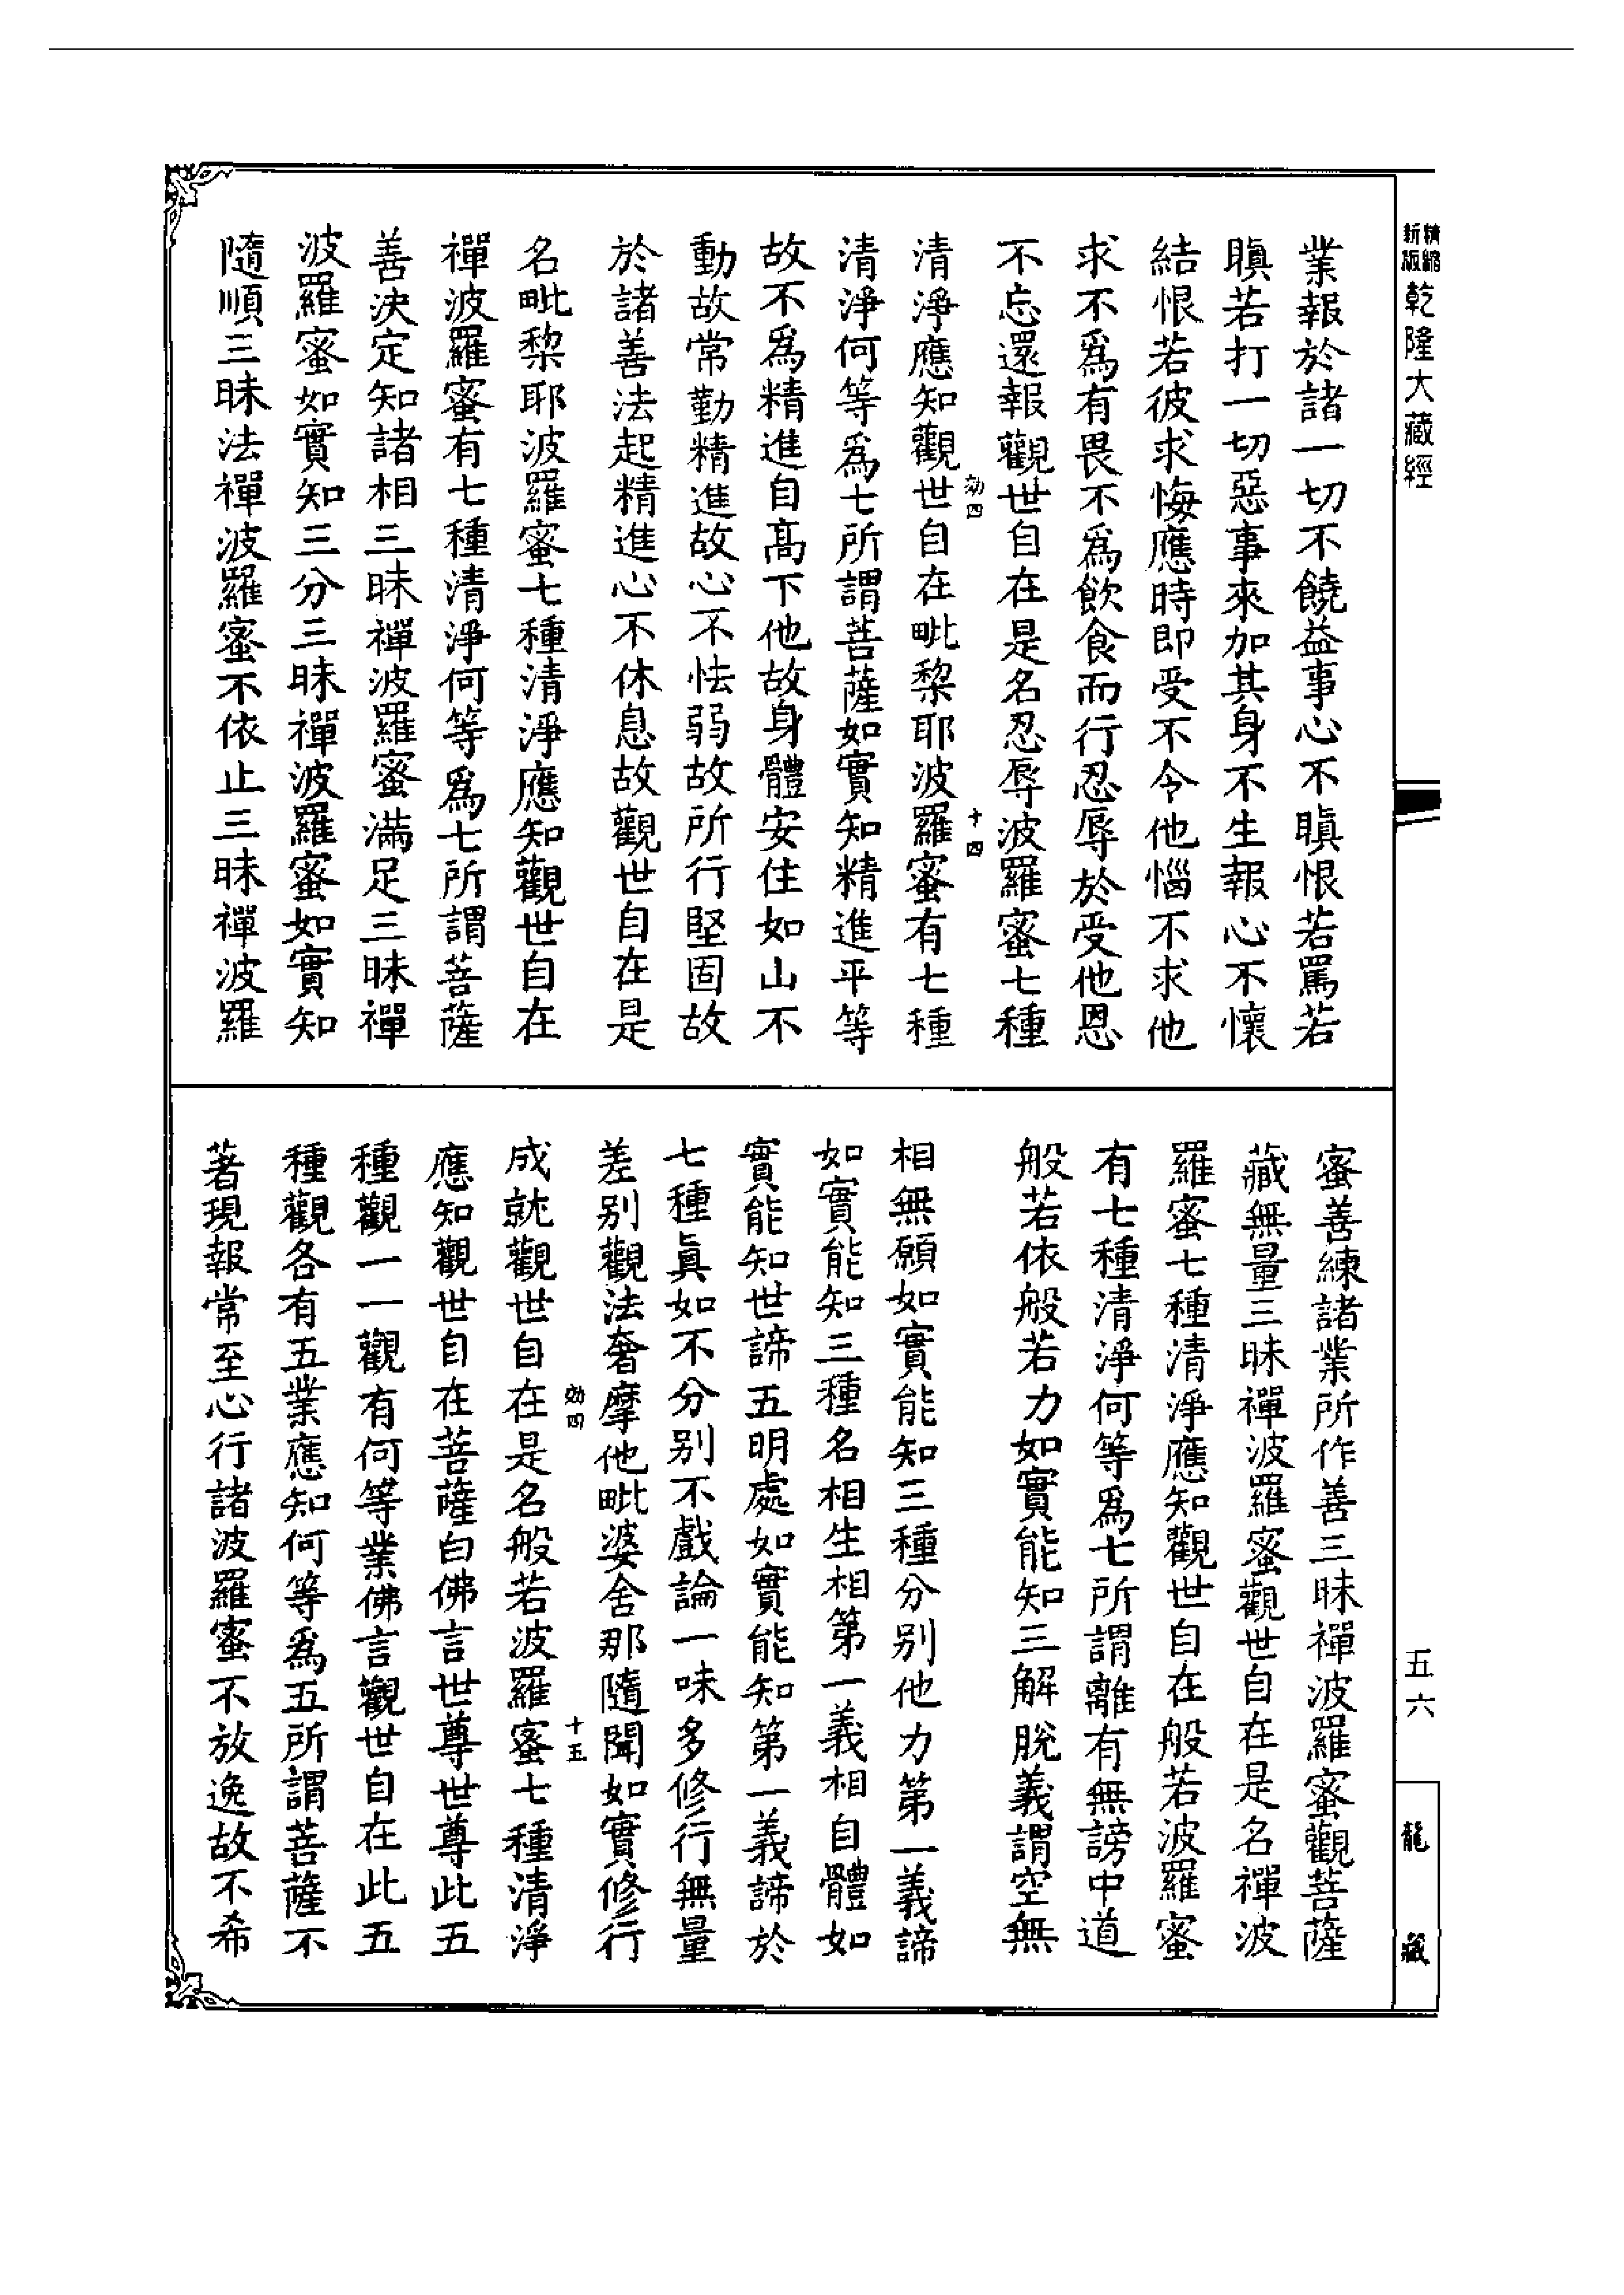 精縮新版乾隆大藏經
業報於諸一切不饒益事心不瞋恨若罵若
瞋若打一切惡事來加其身不生報心不懷
結恨若彼求悔應時即受不令他惱不求他
求不爲有畏不爲飲食而行忍辱於受他恩
不忘還報觀世自在是名忍辱波羅蜜七種
清淨應知觀世自在毗黎耶波羅蜜有七種
効四
十四
清淨何等爲七所謂菩薩如實知精進平等
故不爲精進自高下他故身體安住如山不
動故常勤精進故心不怯弱故所行堅固故
於諸善法起精進心不休息故觀世自在是
名毗黎耶波羅蜜七種清淨應知觀世自在
禪波羅蜜有七種清淨何等爲七所謂菩薩
善決定知諸相三昧禪波羅蜜滿足三昧禪
波羅蜜如實知三分三昧禪波羅蜜如實知
隨順三昧法禪波羅蜜不依止三昧禪波羅
蜜善練諸業所作善三昧禪波羅蜜觀菩薩
藏無量三昧禪波羅蜜觀世自在是名禪波
羅蜜七種清淨應知觀世自在般若波羅蜜
有七種清淨何等爲七所謂離有無謗中道
般若依般若力如實能知三解脫義謂空無
相無願如實能知三種分別他力第一義諦
如實能知三種名相生相第一義相自體如
實能知世諦五明處如實能知第一義諦於
七種眞如不分別不戲論一味多修行無量
差別觀法奢摩他毗婆舍那隨聞如實修行
成就觀世自在是名般若波羅蜜七種清淨
効四
十五
應知觀世自在菩薩白佛言世尊世尊此五
種觀一一觀有何等業佛言觀世自在此五
種觀各有五業應知何等爲五所謂菩薩不
著現報常至心行諸波羅蜜不放逸故不希
五六
龍藏